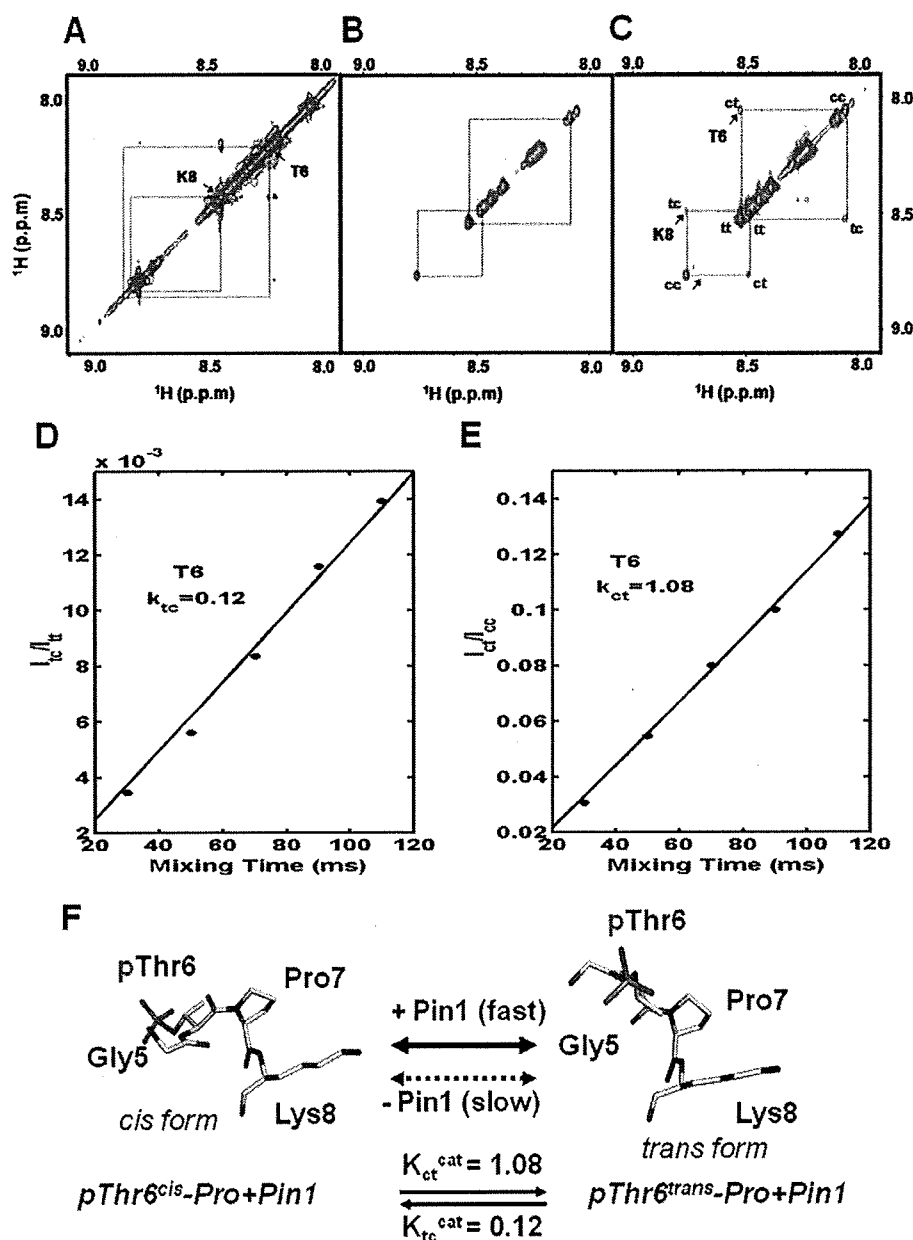 A B C
9.0 8.5 8.0 9.0 8.5 8.0 9.0 8.5 8.0
8.0 8.0
8.5 8.5
9.0 9.0
¹H (p.p.m)
K8 T6
ct cc
T6
tc
K8
tt tt tc
cc ct
9.0 8.5 8.0 9.0 8.5 8.0 9.0 8.5 8.0
¹H (p.p.m) ¹H (p.p.m) ¹H (p.p.m)
D E
x 10⁻³
14
12
10
8
6
4
2
I_tc/I_tt
T6
k_tc=0.12
20 40 60 80 100 120
Mixing Time (ms)
0.14
0.12
0.1
0.08
0.06
0.04
0.02
I_ct/I_cc
T6
k_ct=1.08
20 40 60 80 100 120
Mixing Time (ms)
F
pThr6
Pro7
Gly5
Lys8
cis form
+ Pin1 (fast)
- Pin1 (slow)
pThr6
Pro7
Gly5
Lys8
trans form
K_ct^cat = 1.08
pThr6^cis-Pro+Pin1 pThr6^trans-Pro+Pin1
K_tc^cat = 0.12